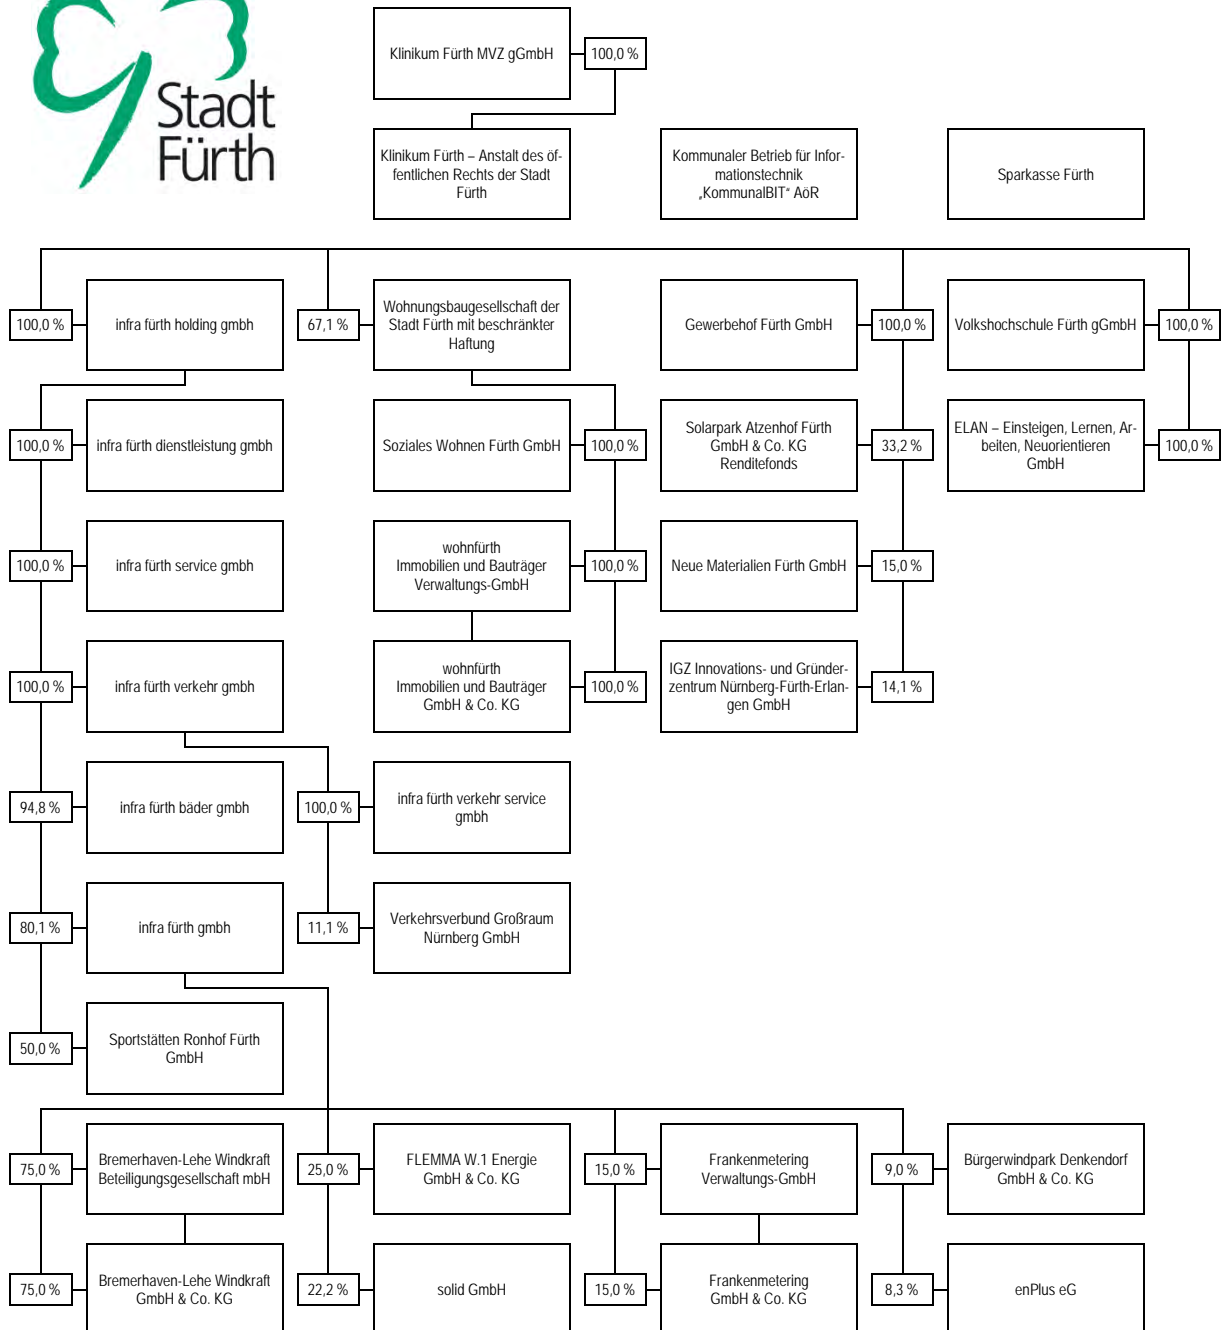 Stadt
Fürth
Klinikum Fürth MVZ gGmbH
100,0 %
Klinikum Fürth – Anstalt des öf-
fentlichen Rechts der Stadt
Fürth
Kommunaler Betrieb für Infor-
mationstechnik
„KommunalBIT“ AöR
Sparkasse Fürth
100,0 %
infra fürth holding gmbh
67,1 %
Wohnungsbaugesellschaft der
Stadt Fürth mit beschränkter
Haftung
Gewerbehof Fürth GmbH
100,0 %
Volkshochschule Fürth gGmbH
100,0 %
100,0 %
infra fürth dienstleistung gmbh
Soziales Wohnen Fürth GmbH
100,0 %
Solarpark Atzenhof Fürth
GmbH & Co. KG
Renditefonds
33,2 %
ELAN – Einsteigen, Lernen, Ar-
beiten, Neuorientieren
GmbH
100,0 %
100,0 %
infra fürth service gmbh
wohnfürth
Immobilien und Bauträger
Verwaltungs-GmbH
100,0 %
Neue Materialien Fürth GmbH
15,0 %
100,0 %
infra fürth verkehr gmbh
wohnfürth
Immobilien und Bauträger
GmbH & Co. KG
100,0 %
IGZ Innovations- und Gründer-
zentrum Nürnberg-Fürth-Erlan-
gen GmbH
14,1 %
94,8 %
infra fürth bäder gmbh
100,0 %
infra fürth verkehr service
gmbh
80,1 %
infra fürth gmbh
11,1 %
Verkehrsverbund Großraum
Nürnberg GmbH
50,0 %
Sportstätten Ronhof Fürth
GmbH
75,0 %
Bremerhaven-Lehe Windkraft
Beteiligungsgesellschaft mbH
25,0 %
FLEMMA W.1 Energie
GmbH & Co. KG
15,0 %
Frankenmetering
Verwaltungs-GmbH
9,0 %
Bürgerwindpark Denkendorf
GmbH & Co. KG
75,0 %
Bremerhaven-Lehe Windkraft
GmbH & Co. KG
22,2 %
solid GmbH
15,0 %
Frankenmetering
GmbH & Co. KG
8,3 %
enPlus eG